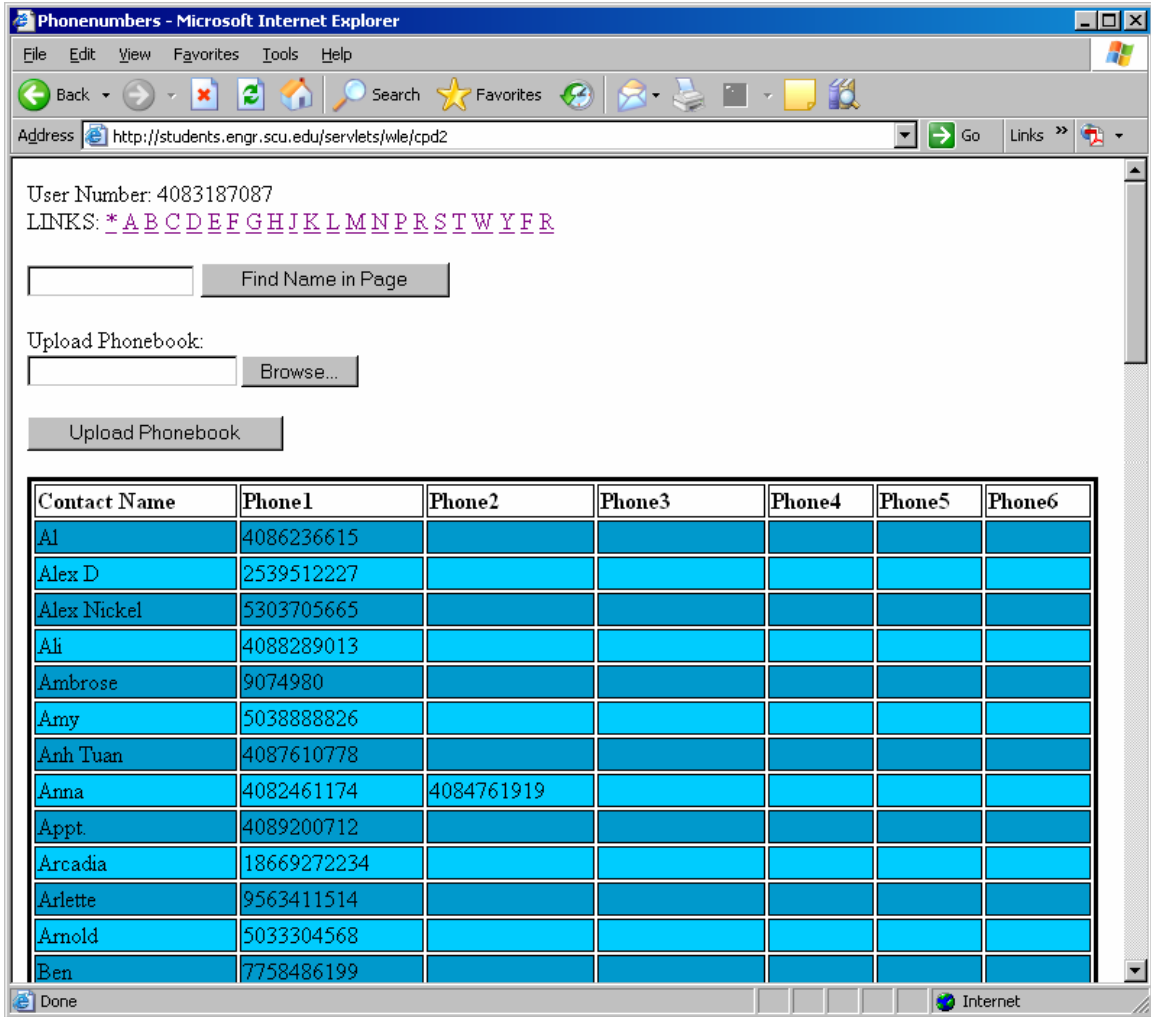 Phonenumbers - Microsoft Internet Explorer
File Edit View Favorites Tools Help
Back Search Favorites
Address http://students.engr.scu.edu/servlets/wle/cpd2 Go Links »
User Number: 4083187087
LINKS: * A B C D E F G H J K L M N P R S T W Y F R
Find Name in Page
Upload Phonebook:
Browse...
Upload Phonebook
Contact Name Phone1 Phone2 Phone3 Phone4 Phone5 Phone6
Al 4086236615
Alex D 2539512227
Alex Nickel 5303705665
Ali 4088289013
Ambrose 9074980
Amy 5038888826
Anh Tuan 4087610778
Anna 4082461174 4084761919
Appt. 4089200712
Arcadia 18669272234
Arlette 9563411514
Arnold 5033304568
Ben 7758486199
Done Internet